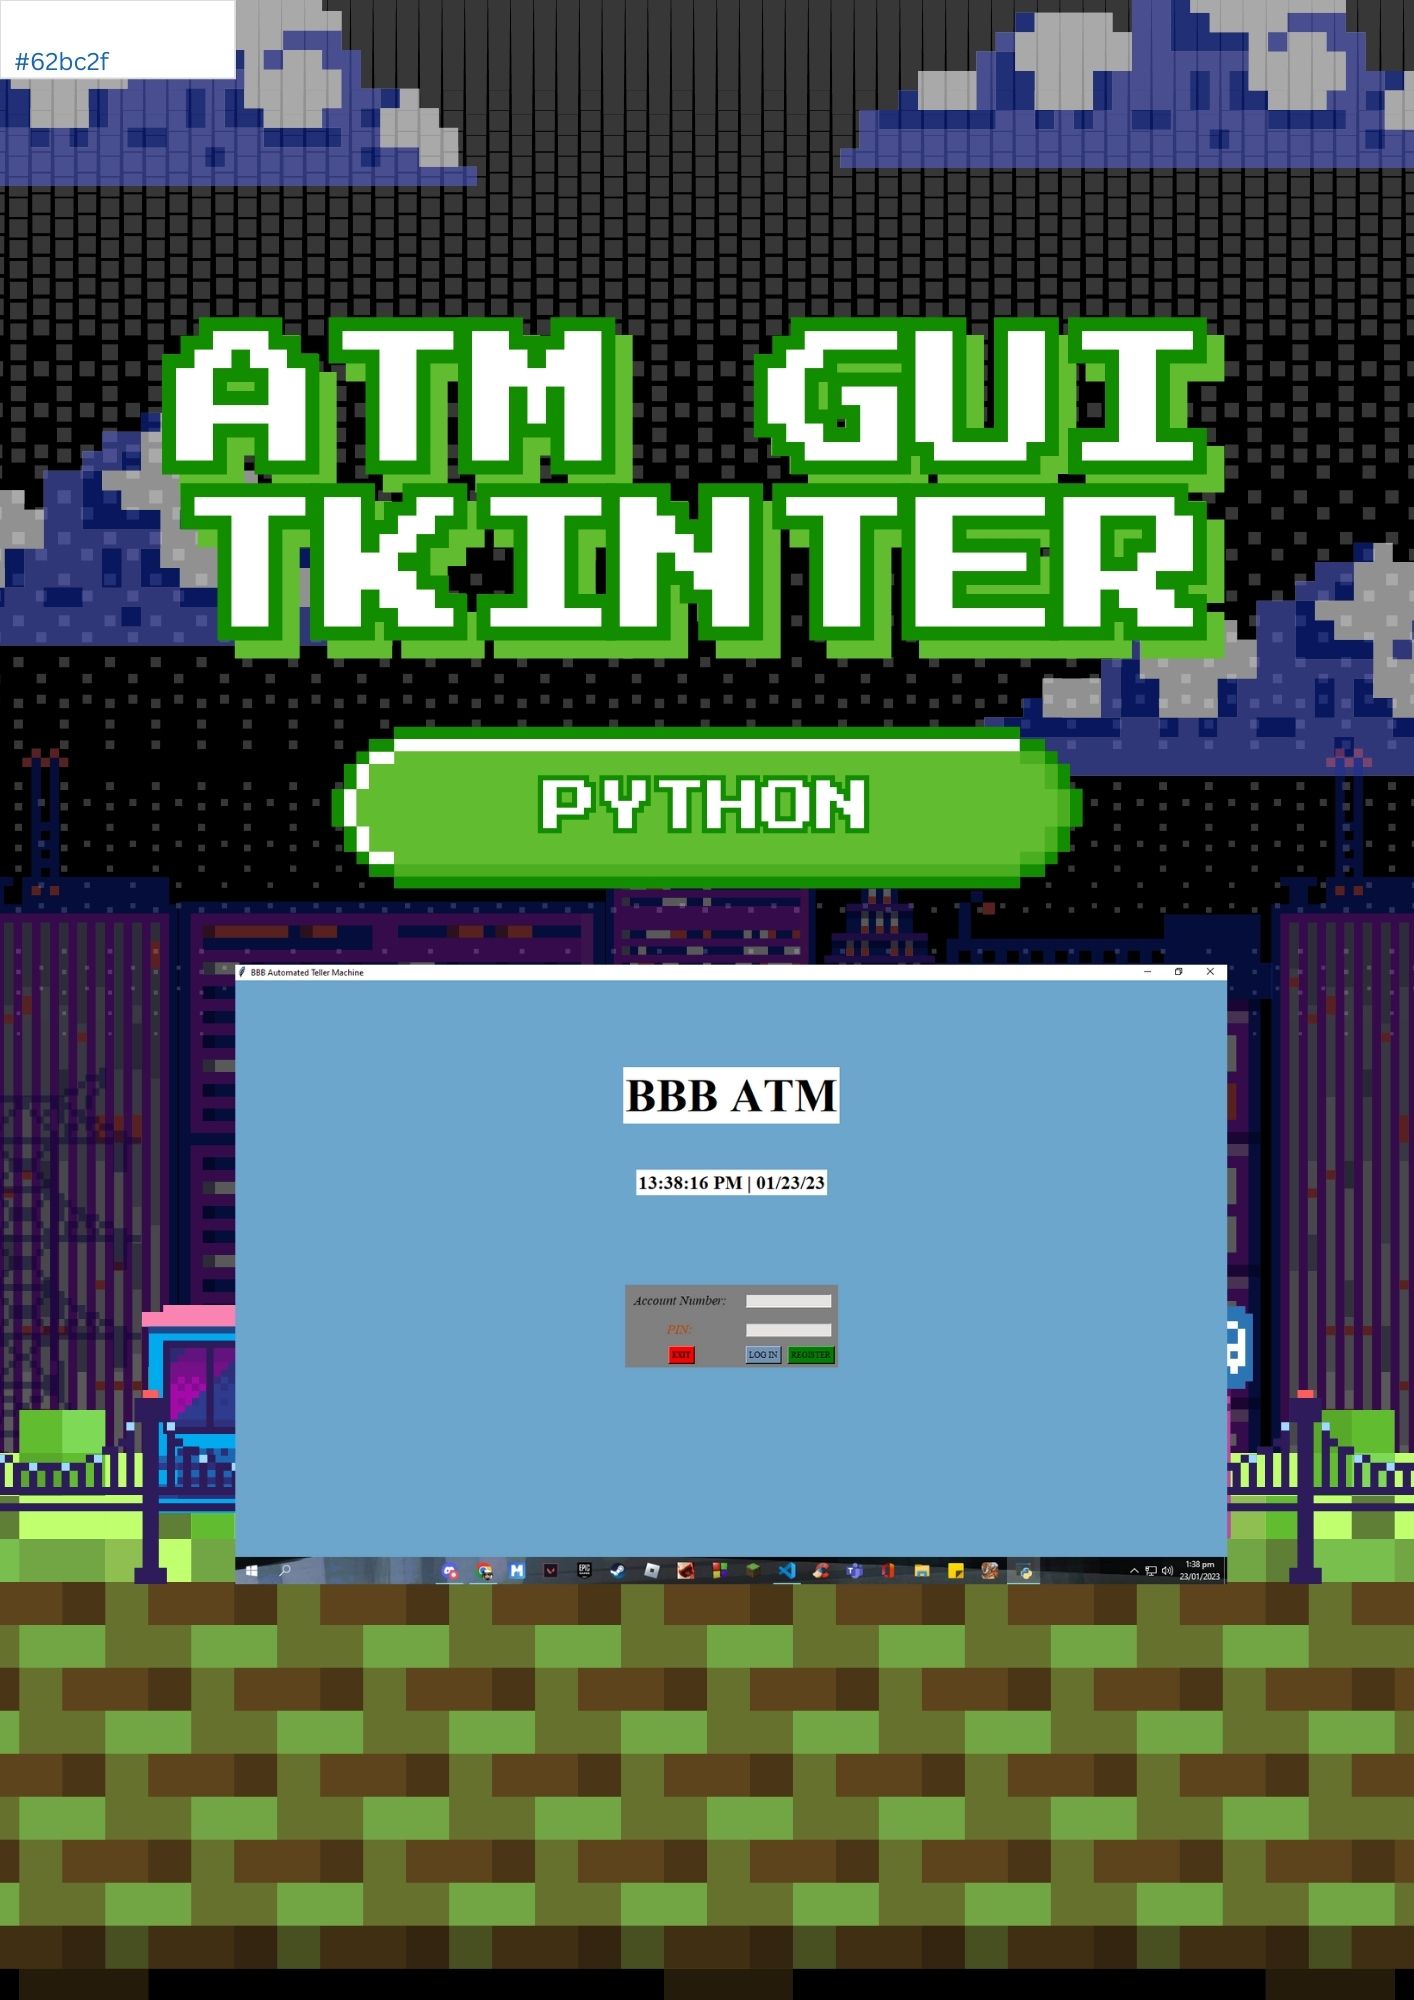 #62bc2f
ATM GUI
TKINTER
PYTHON
BBB Automated Teller Machine
BBB ATM
13:38:16 PM | 01/23/23
Account Number:
PIN:
EXIT LOG IN REGISTER
EPIC
1:38 pm
23/01/2023